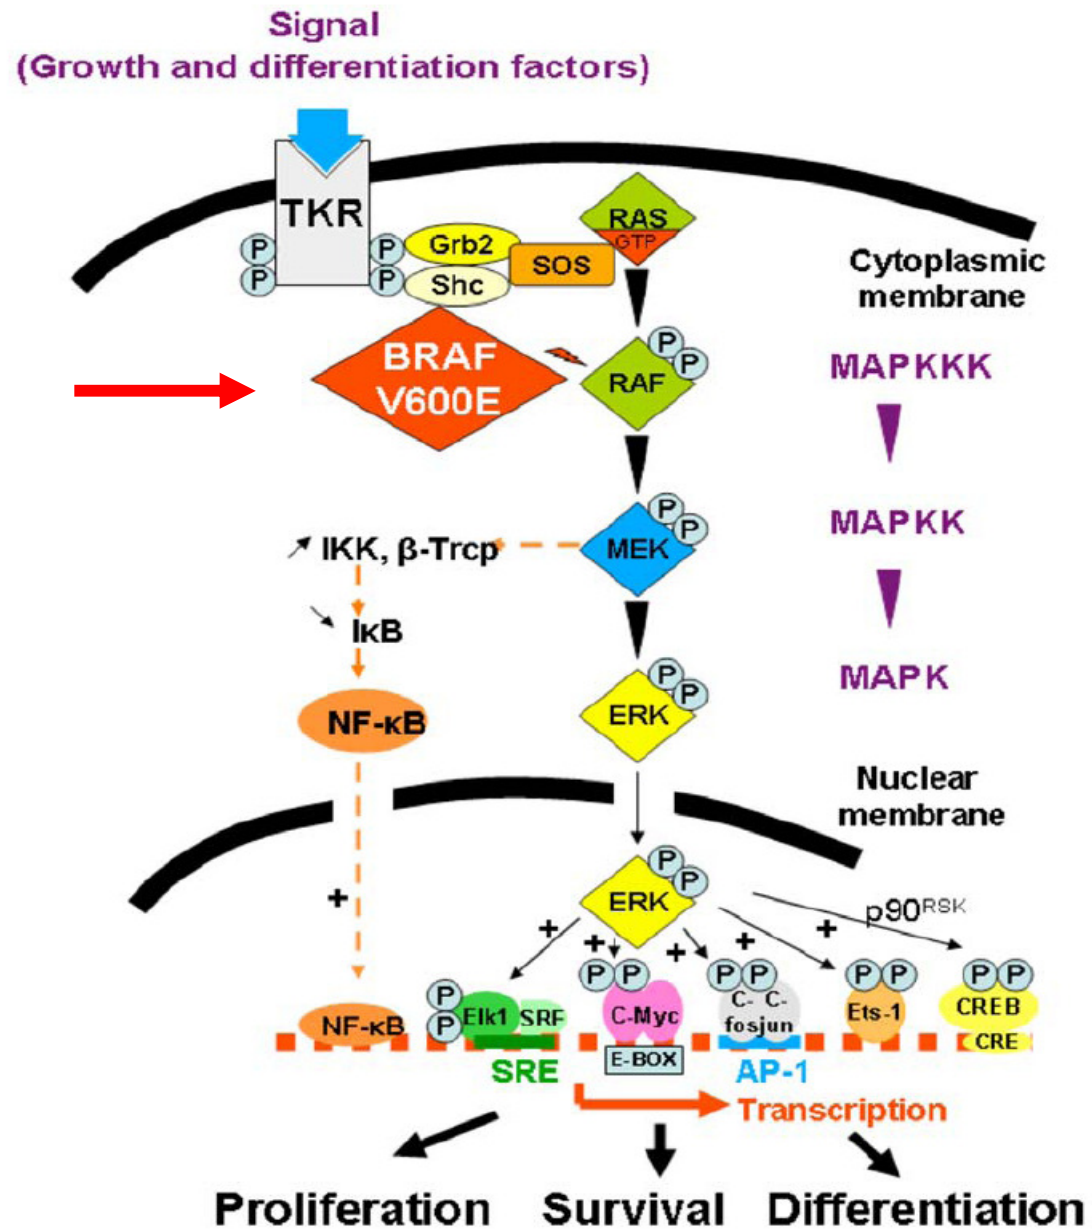 Signal
(Growth and differentiation factors)
TKR
P
P
P
P
Grb2
Shc
SOS
RAS
GTP
Cytoplasmic
membrane
BRAF
V600E
RAF
P
P
MAPKKK
IKK, β-Trcp
MEK
P
P
MAPKK
IκB
NF-κB
ERK
P
P
MAPK
Nuclear
membrane
ERK
P
P
p90RSK
+
+
+
+
+
+
NF-κB
P
P
Elk1
SRF
SRE
P
P
C-Myc
E-BOX
P
P
C- C-
fosjun
AP-1
P
P
Ets-1
P
P
CREB
CRE
Transcription
Proliferation Survival Differentiation